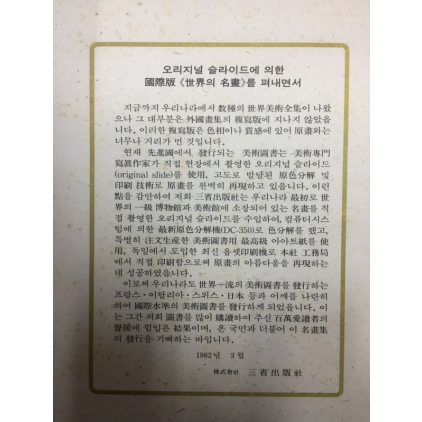 오리지널 슬라이드에 의한
國際版 《世界의 名畫》를 펴내면서
지금까지 우리나라에서 数種의 世界美術全集이 나왔
으나 그 대부분은 外國畫集의 複寫版에 지나지 않았읍
니다. 이러한 複寫版은 色相이나 質感에 있어 原畫와는
너무나 거리가 먼 것입니다.
현재 先進國에서 發行되는 美術圖書는 美術專門
寫眞作家가 직접 현장에서 촬영한 오리지널 슬라이드
(original slide)를 使用, 고도로 발달된 原色分解 및
印刷 技術로 原畫를 완벽히 再現하고 있읍니다. 이런
點을 감안하여 저희 三省出版社는 우리나라 最初로 世
界의 一級 博物館과 美術館에 소장되어 있는 名畫를 직
접 촬영한 오리지널 슬라이드를 수입하여, 컴퓨터시스
템에 의한 最新原色分解機(DC-350)로 色分解를 했고,
특별히 注文生産한 美術圖書用 最高級 아아트紙를 使
用, 독일에서 도입한 최신 옵셋印刷機로 本社 工務局
에서 직접 印刷함으로써 原畫의 아름다움을 再現하는
데 성공하였읍니다.
이로써 우리나라도 世界一流의 美術圖書를 發行하는
프랑스・이탈리아・스위스・日本 등과 어깨를 나란히
하여 國際水準의 美術圖書를 發行하게 되었읍니다. 이
는 그간 저희 圖書를 많이 購讀하여 주신 百萬愛讀者의
聲援에 힘입은 結果이며, 온 국민과 더불어 이 名畫集
의 發行을 기뻐하는 바입니다.
1982년 3월
株式會社 三省出版社